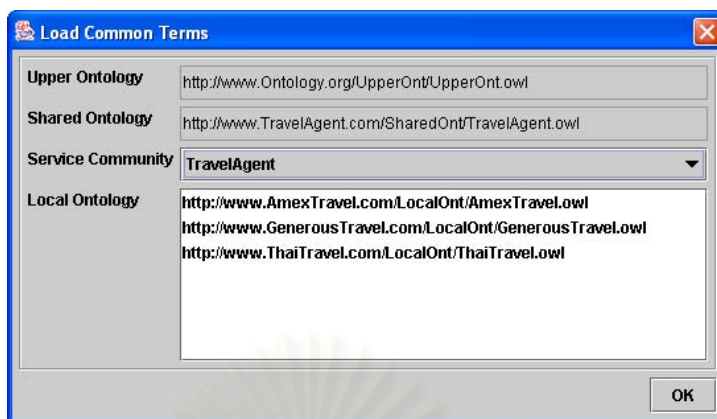 Load Common Terms
Upper Ontology http://www.Ontology.org/UpperOnt/UpperOnt.owl
Shared Ontology http://www.TravelAgent.com/SharedOnt/TravelAgent.owl
Service Community TravelAgent
Local Ontology http://www.AmexTravel.com/LocalOnt/AmexTravel.owl
http://www.GenerousTravel.com/LocalOnt/GenerousTravel.owl
http://www.ThaiTravel.com/LocalOnt/ThaiTravel.owl
OK